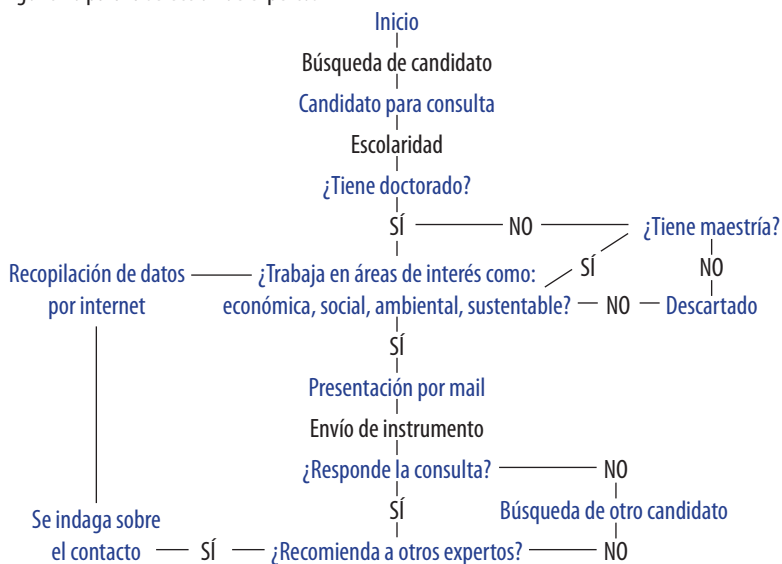 Inicio
Búsqueda de candidato
Candidato para consulta
Escolaridad
¿Tiene doctorado?
SÍ NO ¿Tiene maestría?
SÍ NO
Recopilación de datos
por internet
¿Trabaja en áreas de interés como:
económica, social, ambiental, sustentable?
NO Descartado
SÍ
Presentación por mail
Envío de instrumento
¿Responde la consulta? NO
SÍ Búsqueda de otro candidato
Se indaga sobre
el contacto
SÍ ¿Recomienda a otros expertos? NO